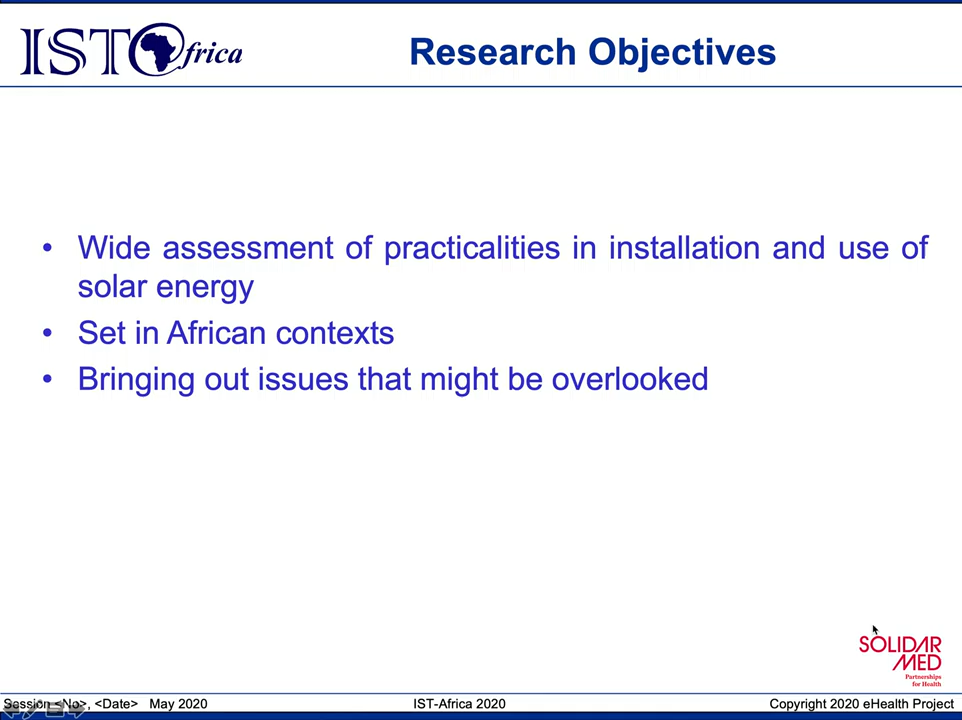 IST Africa
Research Objectives
• Wide assessment of practicalities in installation and use of
solar energy
• Set in African contexts
• Bringing out issues that might be overlooked
SOLIDAR
MED
Partnerships
for Health
Session <No>, <Date> May 2020
IST-Africa 2020
Copyright 2020 eHealth Project